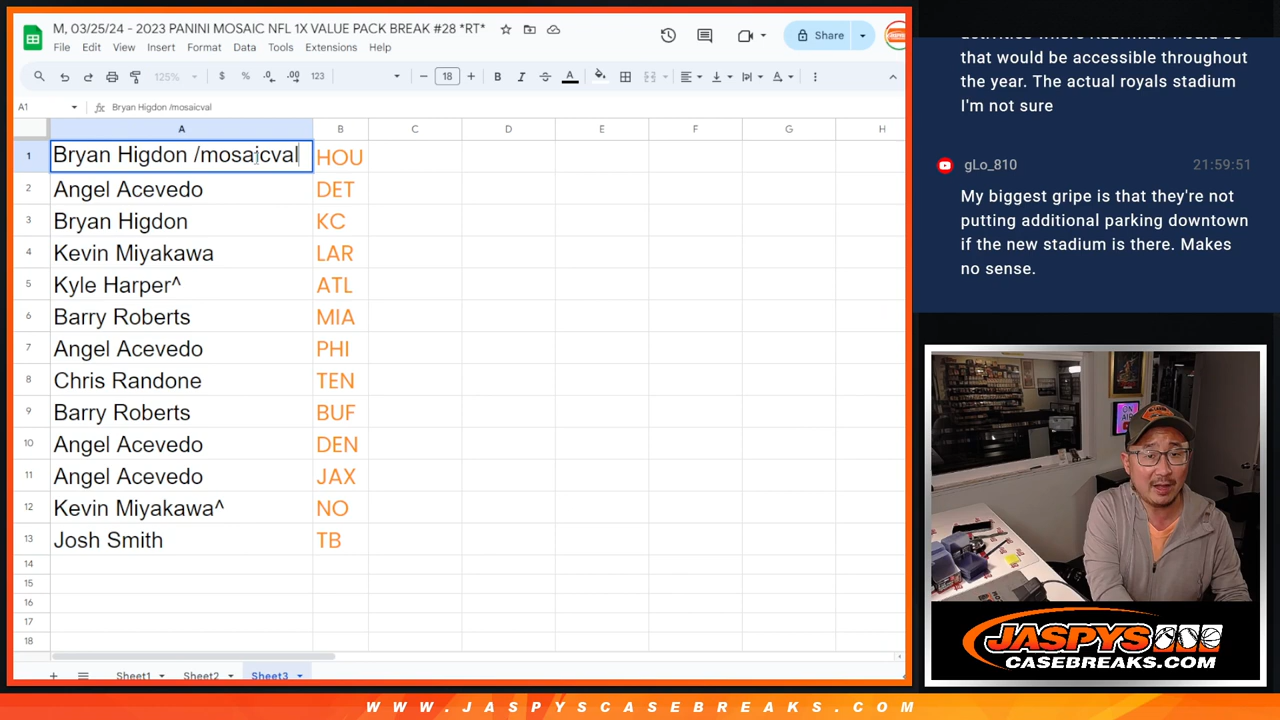 M, 03/25/24 - 2023 PANINI MOSAIC NFL 1X VALUE PACK BREAK #28 *RT*
File Edit View Insert Format Data Tools Extensions Help
Share
125% $ % .0 .00 123 18 B I A
A1 fx Bryan Higdon /mosaicval
A B C D E F G H
1 Bryan Higdon /mosaicval HOU
2 Angel Acevedo DET
3 Bryan Higdon KC
4 Kevin Miyakawa LAR
5 Kyle Harper^ ATL
6 Barry Roberts MIA
7 Angel Acevedo PHI
8 Chris Randone TEN
9 Barry Roberts BUF
10 Angel Acevedo DEN
11 Angel Acevedo JAX
12 Kevin Miyakawa^ NO
13 Josh Smith TB
14
15
16
17
18
Sheet1 Sheet2 Sheet3
that would be accessible throughout
the year. The actual royals stadium
I'm not sure
gLo_810 21:59:51
My biggest gripe is that they're not
putting additional parking downtown
if the new stadium is there. Makes
no sense.
ON
AIR
JASPYS
CASEBREAKS.COM
WWW.JASPYSCASEBREAKS.COM